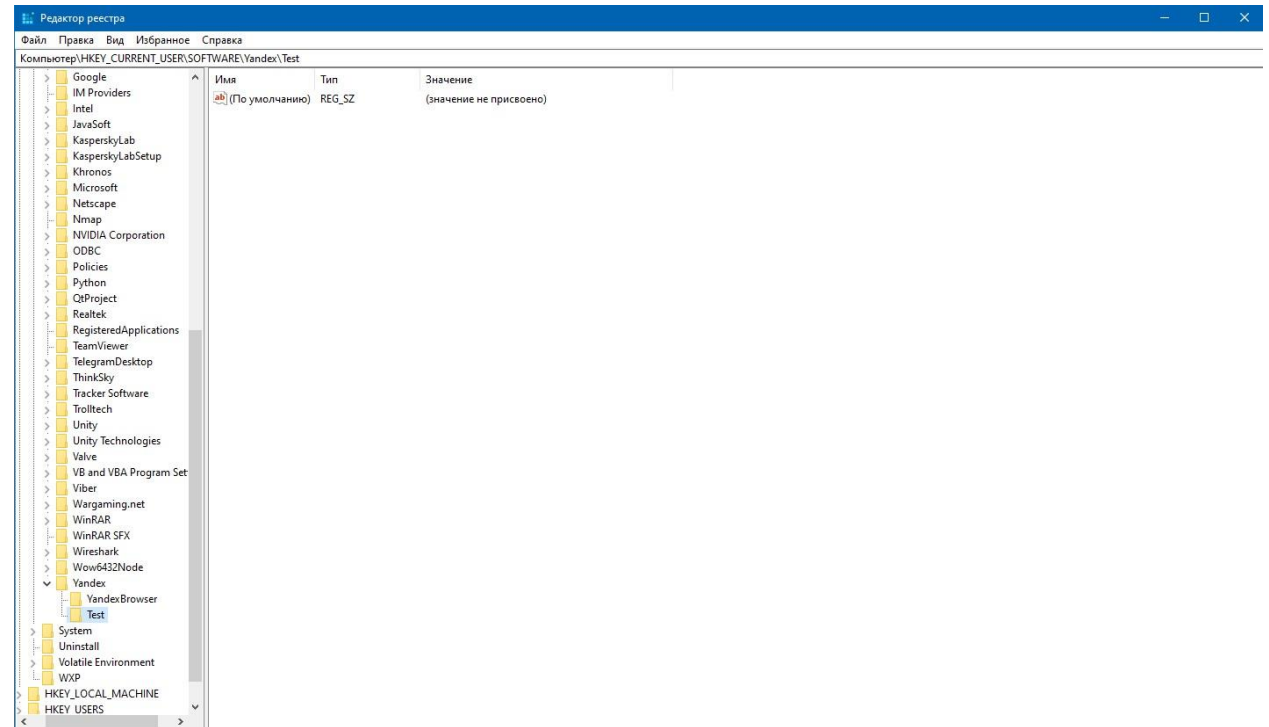 Редактор реестра
Файл Правка Вид Избранное Справка
Компьютер\HKEY_CURRENT_USER\SOFTWARE\Yandex\Test
Google
IM Providers
Intel
JavaSoft
KasperskyLab
KasperskyLabSetup
Khronos
Microsoft
Netscape
Nmap
NVIDIA Corporation
ODBC
Policies
Python
QtProject
Realtek
RegisteredApplications
TeamViewer
TelegramDesktop
ThinkSky
Tracker Software
Trolltech
Unity
Unity Technologies
Valve
VB and VBA Program Set
Viber
Wargaming.net
WinRAR
WinRAR SFX
Wireshark
Wow6432Node
Yandex
YandexBrowser
Test
System
Uninstall
Volatile Environment
WXP
HKEY_LOCAL_MACHINE
HKEY_USERS
Имя Тип Значение
ab (По умолчанию) REG_SZ (значение не присвоено)